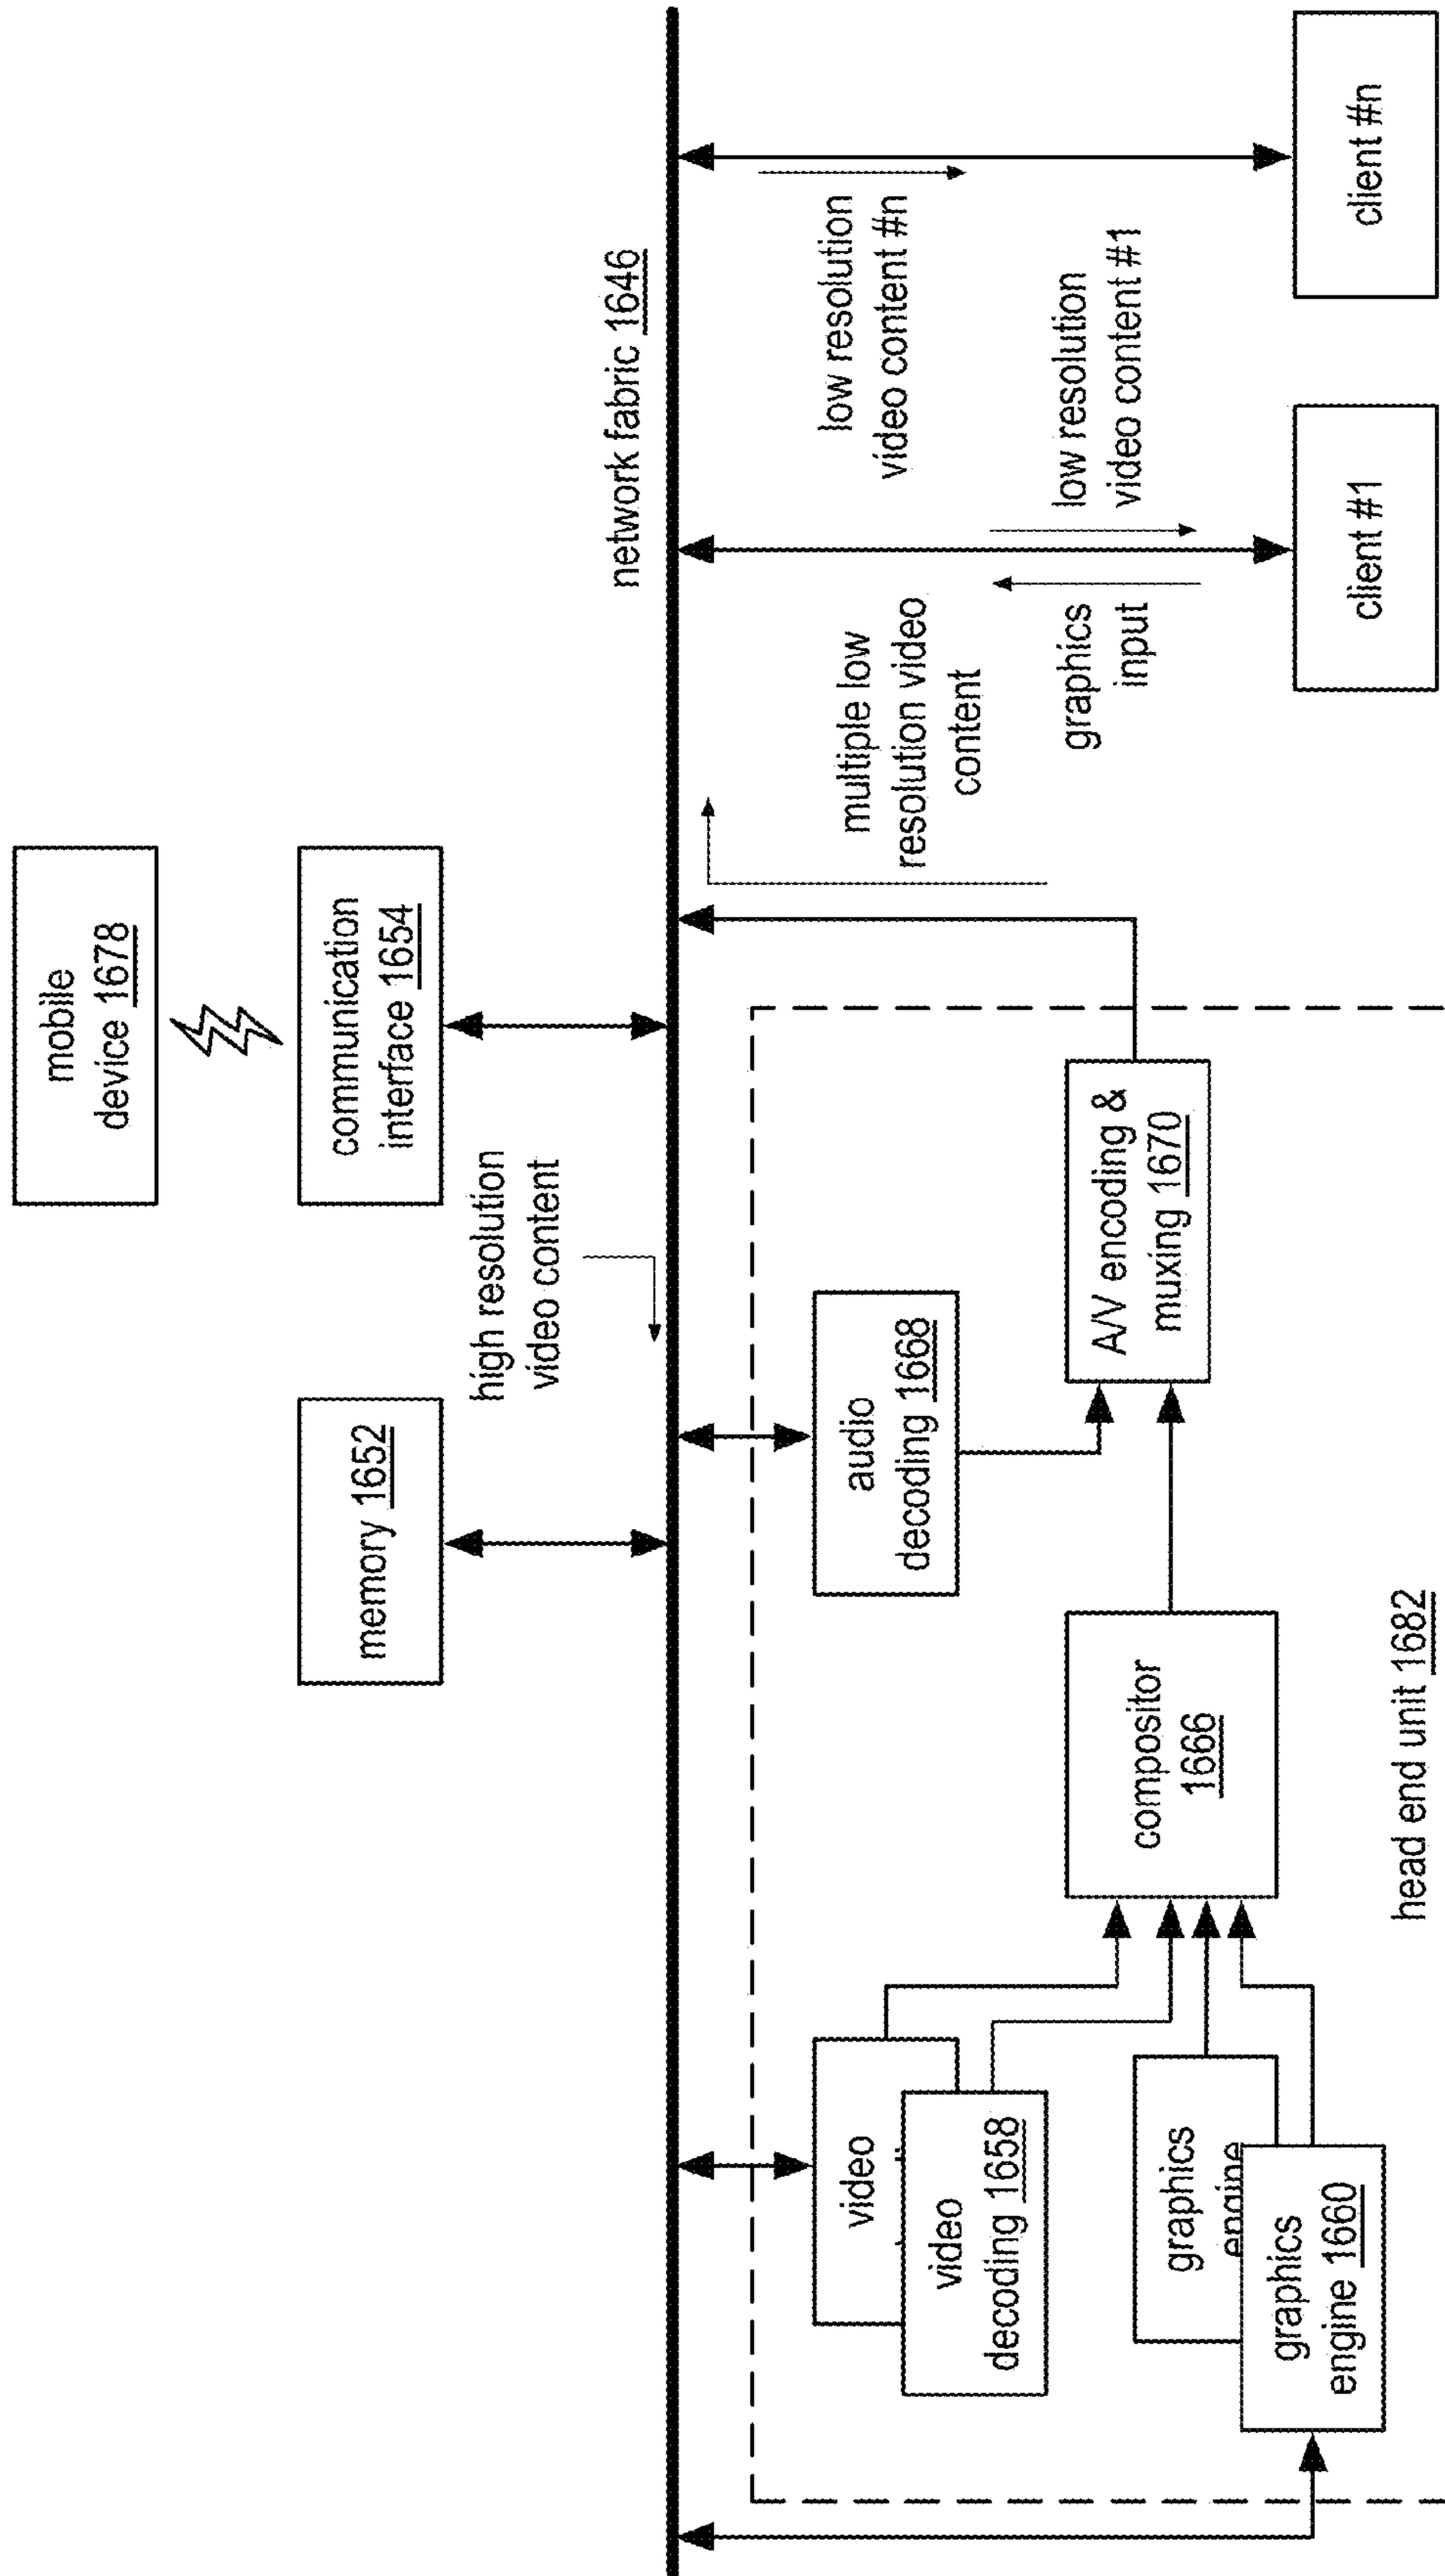 mobile
device 1678
memory 1652
communication
interface 1654
high resolution
video content
network fabric 1646
video
video
decoding 1658
graphics
engine
graphics
engine 1660
compositor
1666
audio
decoding 1668
A/V encoding &
muxing 1670
head end unit 1682
multiple low
resolution video
content
graphics
input
low resolution
video content #1
low resolution
video content #n
client #1
client #n